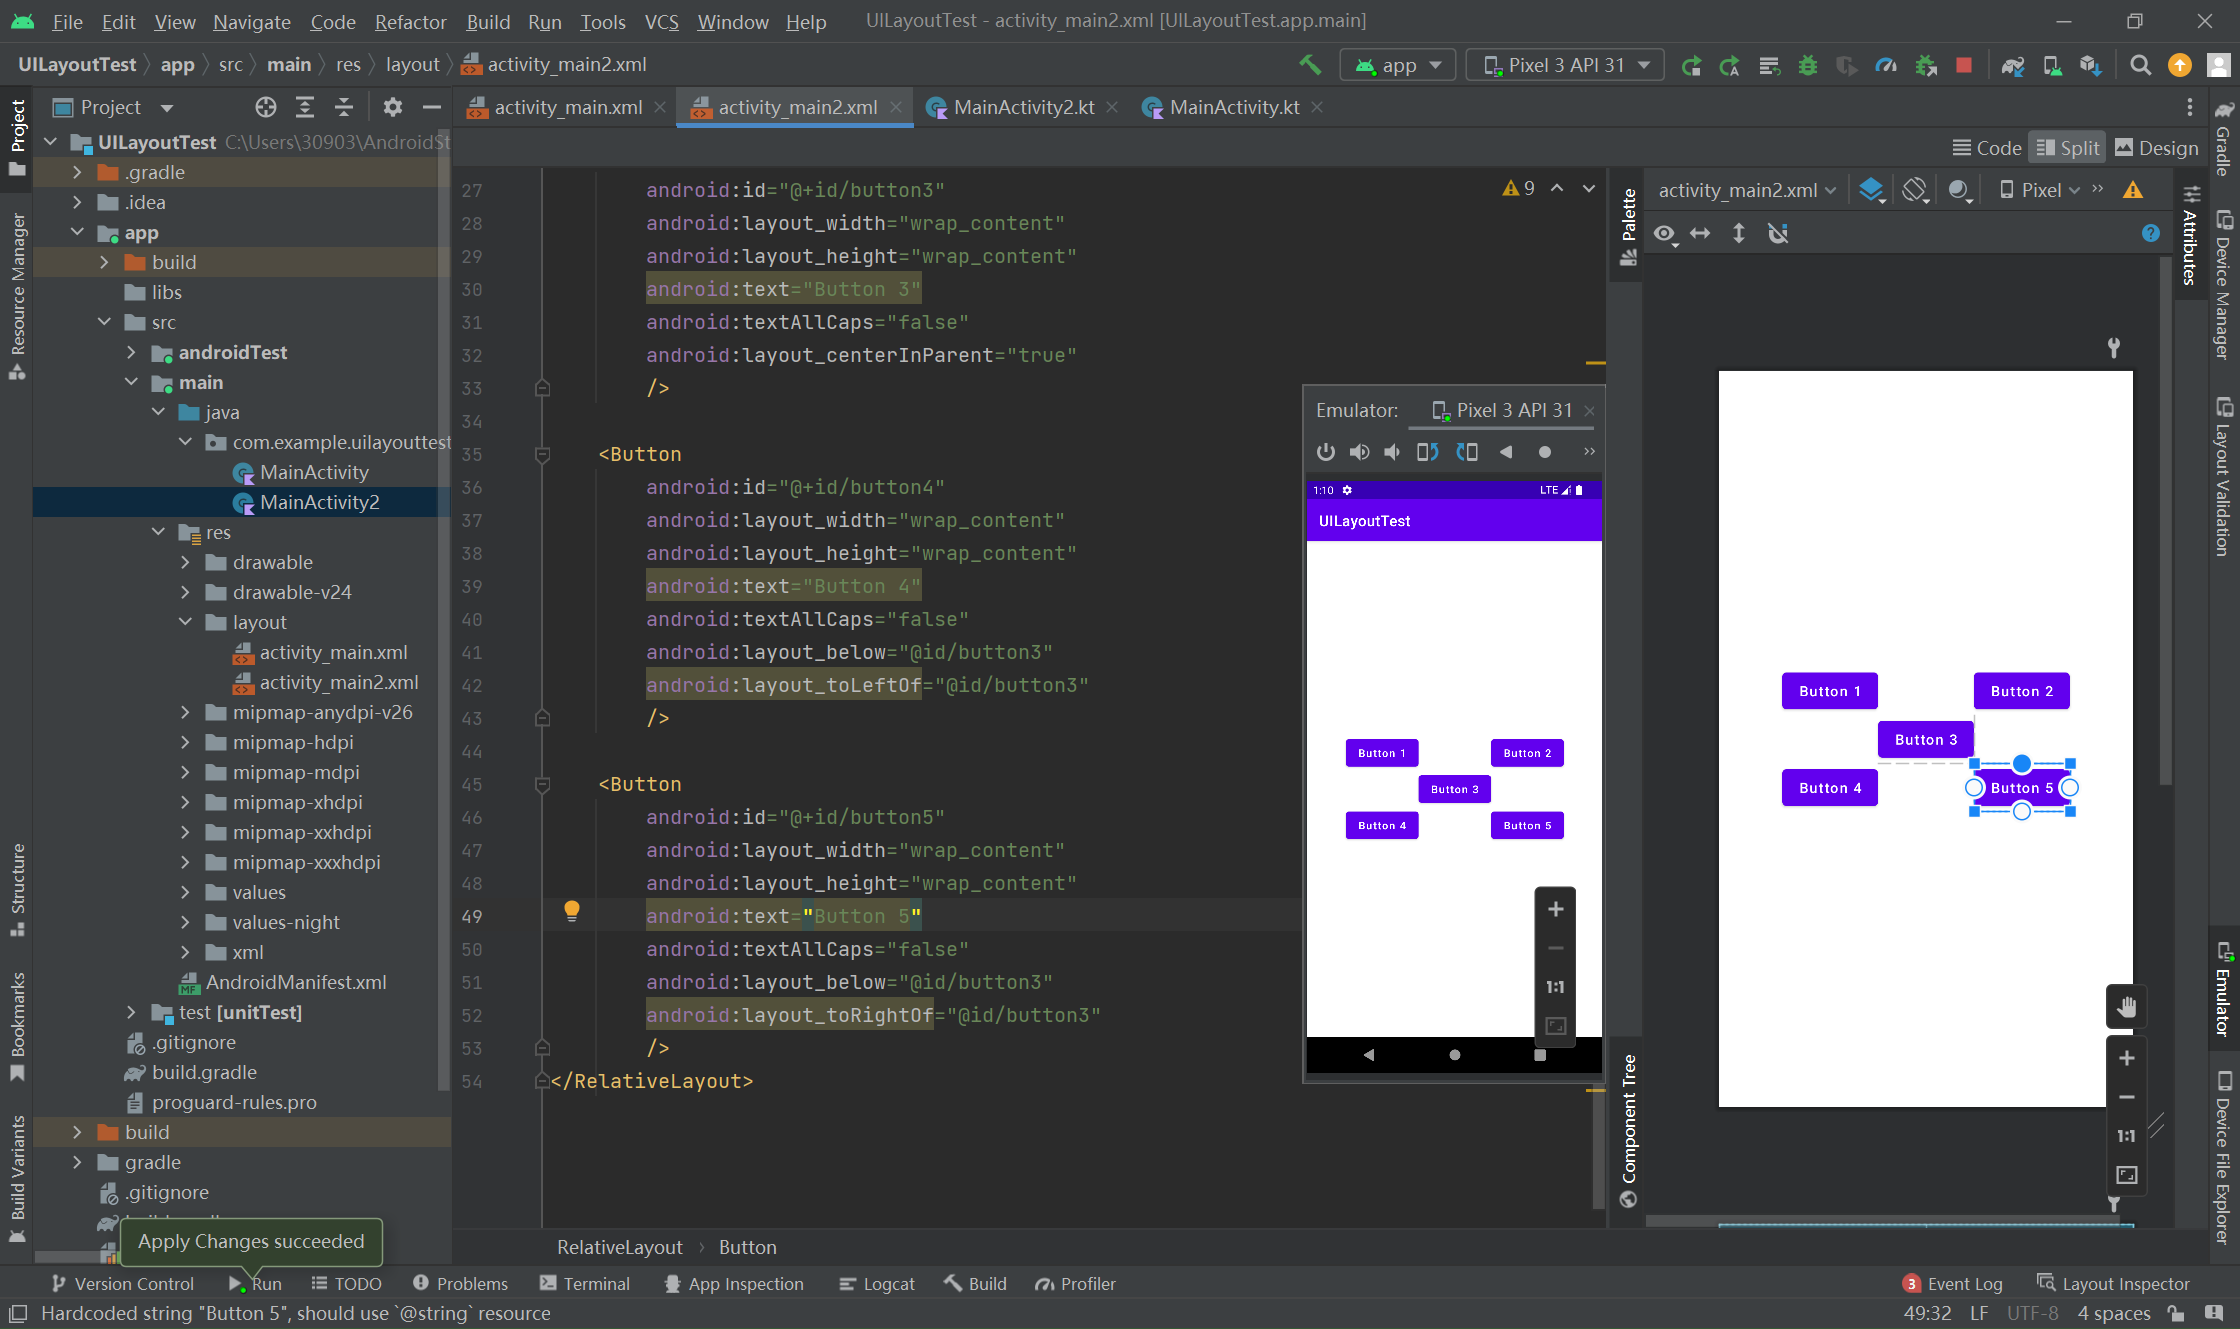 File Edit View Navigate Code Refactor Build Run Tools VCS Window Help UILayoutTest - activity_main2.xml [UILayoutTest.app.main]
UILayoutTest app src main res layout activity_main2.xml app Pixel 3 API 31
Project activity_main.xml activity_main2.xml MainActivity2.kt MainActivity.kt
Code Split Design
Project
Resource Manager
Structure
Bookmarks
Build Variants
UILayoutTest C:\Users\30903\AndroidSt
.gradle
.idea
app
build
libs
src
androidTest
main
java
com.example.uilayouttest
MainActivity
MainActivity2
res
drawable
drawable-v24
layout
activity_main.xml
activity_main2.xml
mipmap-anydpi-v26
mipmap-hdpi
mipmap-mdpi
mipmap-xhdpi
mipmap-xxhdpi
mipmap-xxxhdpi
values
values-night
xml
MF AndroidManifest.xml
test [unitTest]
.gitignore
build.gradle
proguard-rules.pro
build
gradle
.gitignore
Apply Changes succeeded
27 android:id="@+id/button3"
28 android:layout_width="wrap_content"
29 android:layout_height="wrap_content"
30 android:text="Button 3"
31 android:textAllCaps="false"
32 android:layout_centerInParent="true"
33 />
34
35 <Button
36 android:id="@+id/button4"
37 android:layout_width="wrap_content"
38 android:layout_height="wrap_content"
39 android:text="Button 4"
40 android:textAllCaps="false"
41 android:layout_below="@id/button3"
42 android:layout_toLeftOf="@id/button3"
43 />
44
45 <Button
46 android:id="@+id/button5"
47 android:layout_width="wrap_content"
48 android:layout_height="wrap_content"
49 android:text="Button 5"
50 android:textAllCaps="false"
51 android:layout_below="@id/button3"
52 android:layout_toRightOf="@id/button3"
53 />
54 </RelativeLayout>
9
Emulator: Pixel 3 API 31
1:10 LTE
UILayoutTest
Button 1 Button 2
Button 3
Button 4 Button 5
1:1
Palette
Component Tree
activity_main2.xml Pixel
?
Button 1 Button 2
Button 3
Button 4 Button 5
1:1
Attributes
Gradle
Device Manager
Layout Validation
Emulator
Device File Explorer
RelativeLayout Button
Version Control Run TODO Problems Terminal App Inspection Logcat Build Profiler 3 Event Log Layout Inspector
Hardcoded string "Button 5", should use `@string` resource 49:32 LF UTF-8 4 spaces